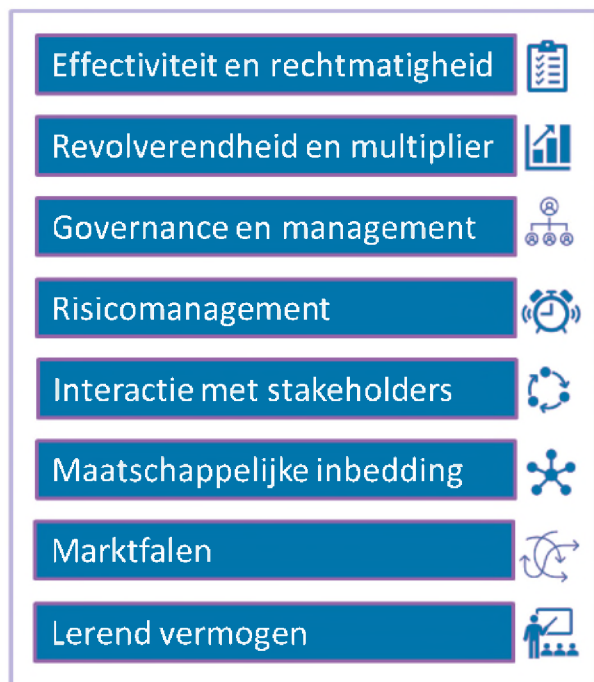 Effectiviteit en rechtmatigheid
Revolverendheid en multiplier
Governance en management
Risicomanagement
Interactie met stakeholders
Maatschappelijke inbedding
Marktfalen
Lerend vermogen